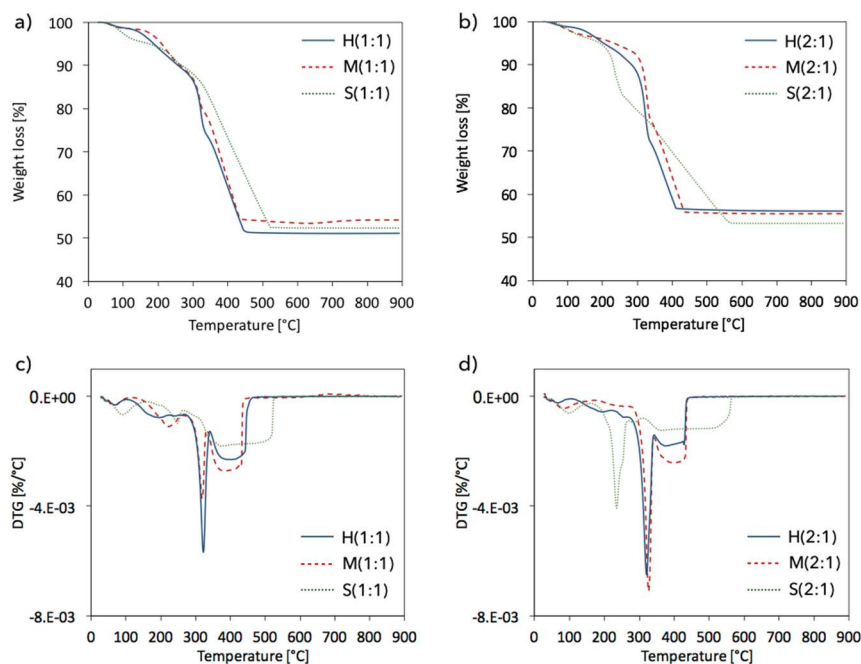 a)
100
90
80
70
60
50
40
Weight loss [%]
H(1:1)
M(1:1)
S(1:1)
0 100 200 300 400 500 600 700 800 900
Temperature [°C]
b)
100
90
80
70
60
50
40
Weight loss [%]
H(2:1)
M(2:1)
S(2:1)
0 100 200 300 400 500 600 700 800 900
Temperature [°C]
c)
0.E+00
-4.E-03
-8.E-03
DTG [%/°C]
H(1:1)
M(1:1)
S(1:1)
0 100 200 300 400 500 600 700 800 900
Temperature [°C]
d)
0.E+00
-4.E-03
-8.E-03
DTG [%/°C]
H(2:1)
M(2:1)
S(2:1)
0 100 200 300 400 500 600 700 800 900
Temperature [°C]